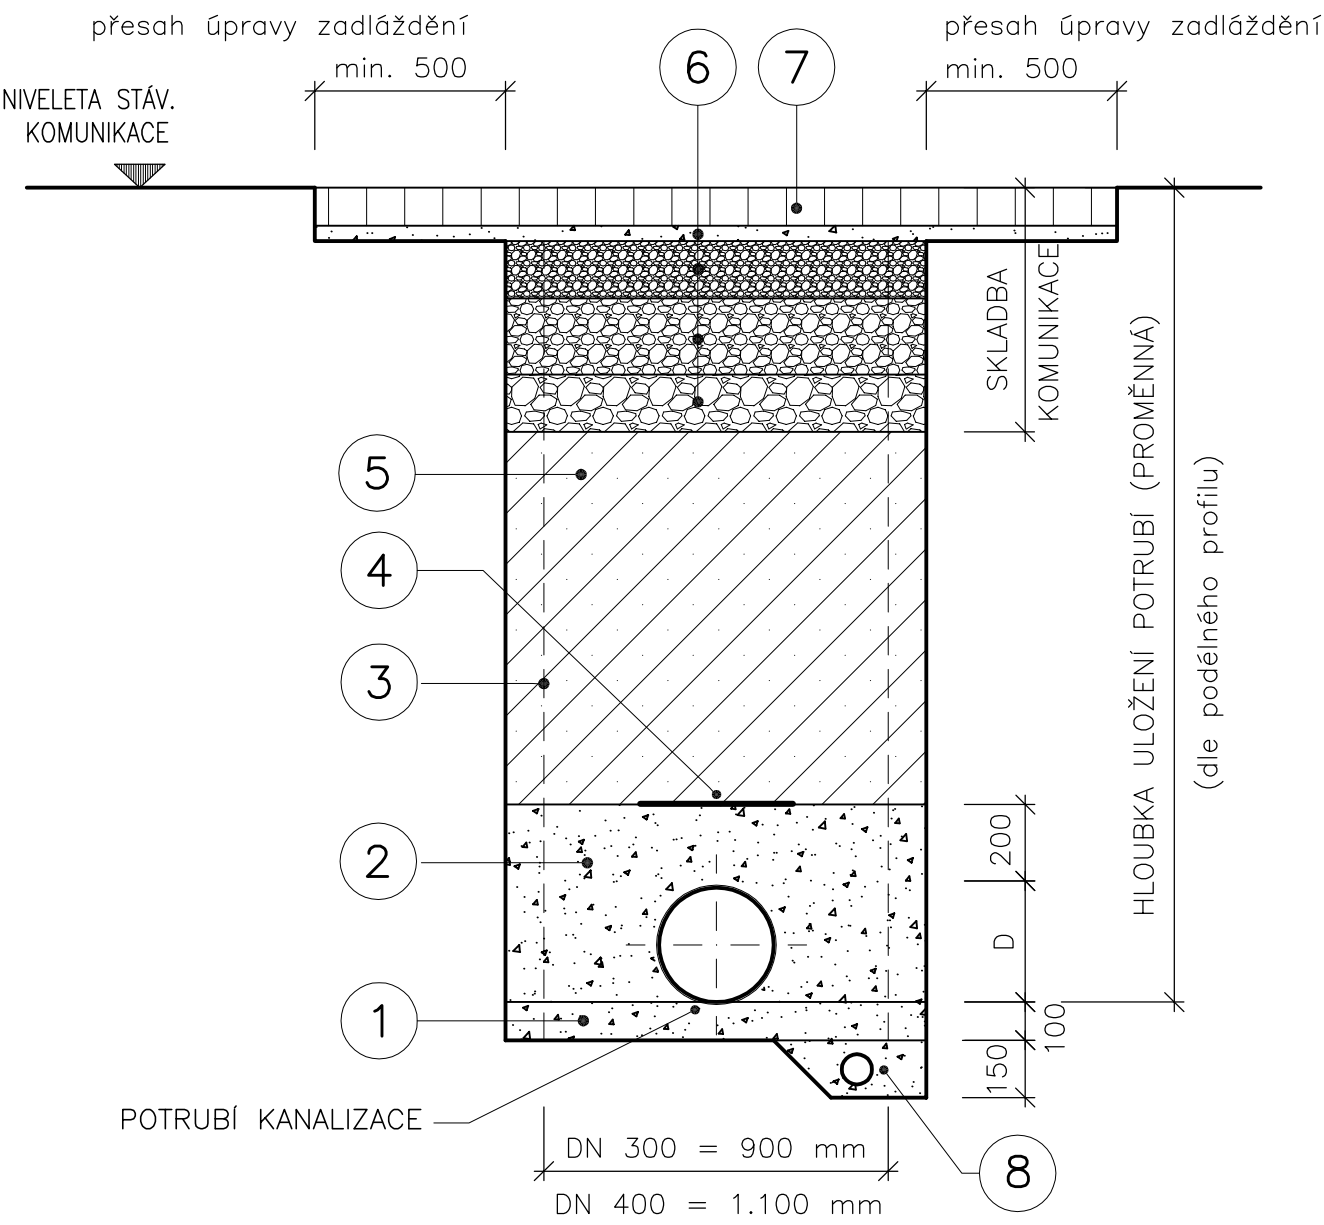 přesah úpravy zadláždění
min. 500
přesah úpravy zadláždění
min. 500
6
7
NIVELETA STÁV.
KOMUNIKACE
SKLADBA
KOMUNIKACE
HLOUBKA ULOŽENÍ POTRUBÍ (PROMĚNNÁ)
(dle podélného profilu)
5
4
3
2
1
200
D
100
150
POTRUBÍ KANALIZACE
DN 300 = 900 mm
DN 400 = 1.100 mm
8